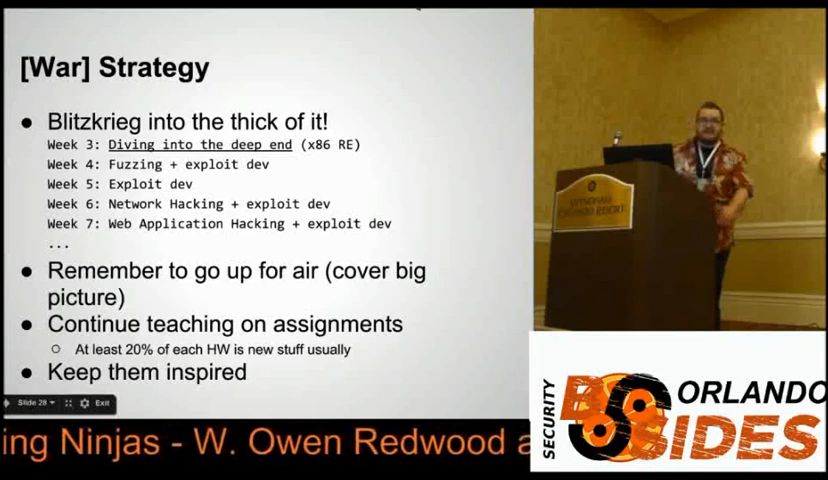 [War] Strategy
● Blitzkrieg into the thick of it!
Week 3: Diving into the deep end (x86 RE)
Week 4: Fuzzing + exploit dev
Week 5: Exploit dev
Week 6: Network Hacking + exploit dev
Week 7: Web Application Hacking + exploit dev
...
● Remember to go up for air (cover big
picture)
● Continue teaching on assignments
○ At least 20% of each HW is new stuff usually
● Keep them inspired
Slide 28
Exit
WYNDHAM
ORLANDO RESORT
SECURITY
BSIDES
ORLANDO
ing Ninjas - W. Owen Redwood a